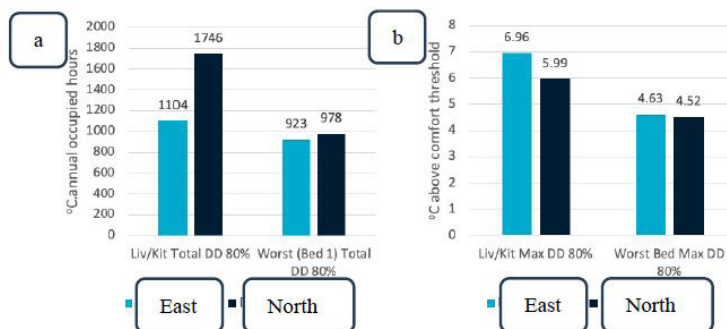 a
°C.annual occupied hours
2000
1800
1600
1400
1200
1000
800
600
400
200
0
1104
1746
923
978
Liv/Kit Total DD 80%
Worst (Bed 1) Total
DD 80%
East
North
b
°C above comfort threshold
8
7
6
5
4
3
2
1
0
6.96
5.99
4.63
4.52
Liv/Kit Max DD 80%
Worst Bed Max DD
80%
East
North